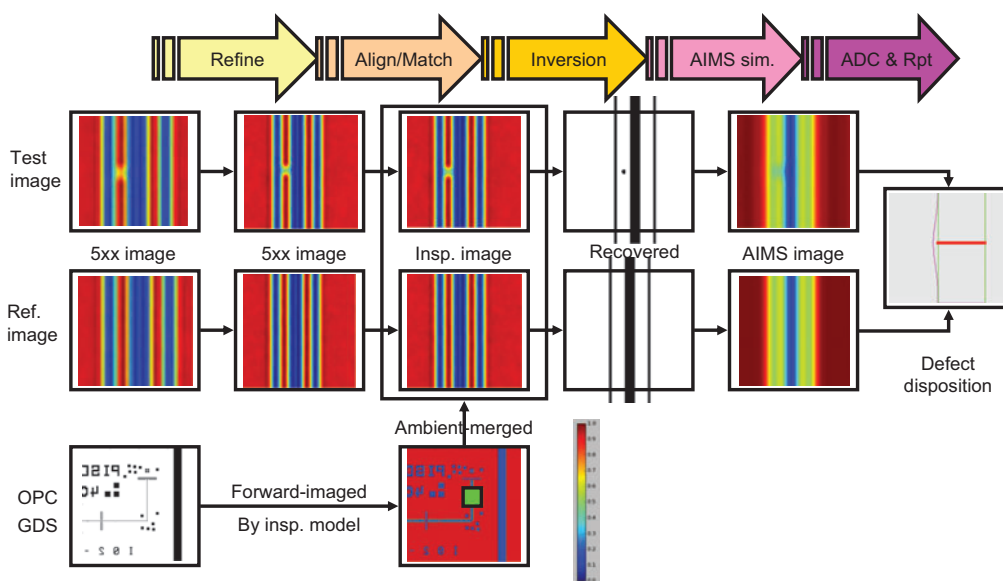 Refine
Align/Match
Inversion
AIMS sim.
ADC & Rpt
Test
image
5xx image
5xx image
Insp. image
Recovered
AIMS image
Ref.
image
Defect
disposition
Ambient-merged
OPC
GDS
Forward-imaged
By insp. model